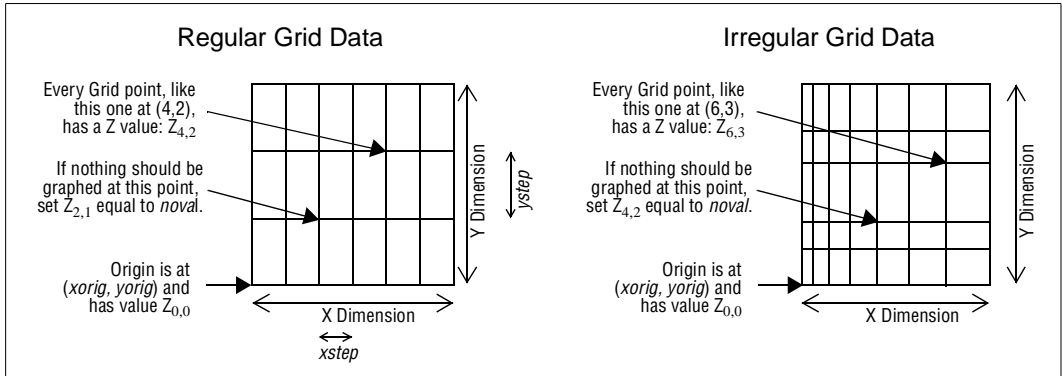 Regular Grid Data
Every Grid point, like
this one at (4,2),
has a Z value: Z4,2
If nothing should be
graphed at this point,
set Z2,1 equal to noval.
Origin is at
(xorig, yorig) and
has value Z0,0
Y Dimension
ystep
X Dimension
xstep
Irregular Grid Data
Every Grid point, like
this one at (6,3),
has a Z value: Z6,3
If nothing should be
graphed at this point,
set Z4,2 equal to noval.
Origin is at
(xorig, yorig) and
has value Z0,0
Y Dimension
X Dimension